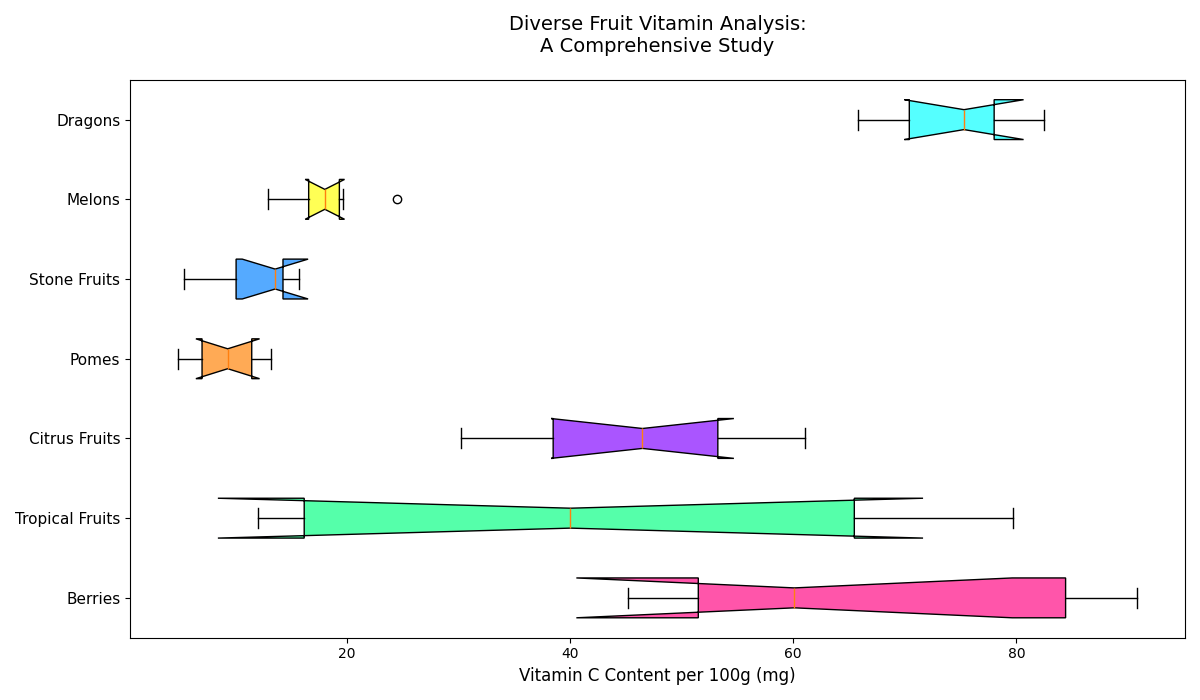 Diverse Fruit Vitamin Analysis:
A Comprehensive Study
Dragons
Melons
Stone Fruits
Pomes
Citrus Fruits
Tropical Fruits
Berries
20 40 60 80
Vitamin C Content per 100g (mg)